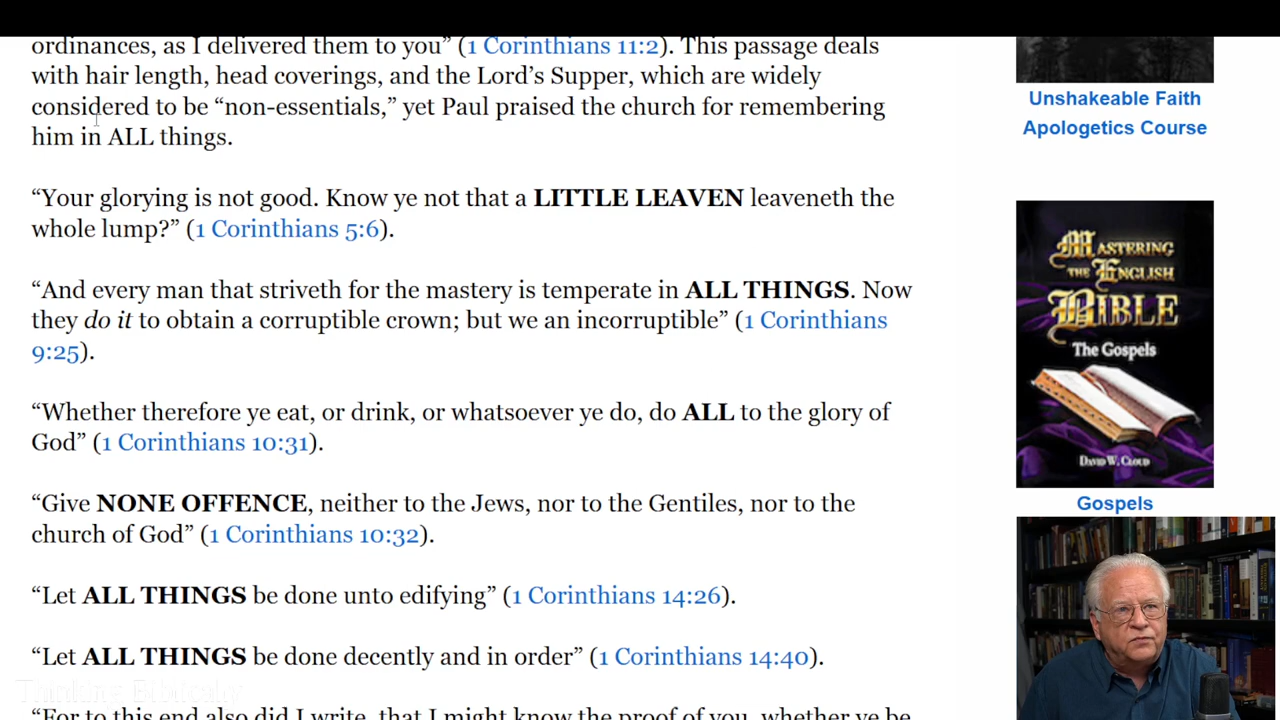 ordinances, as I delivered them to you” (1 Corinthians 11:2). This passage deals
with hair length, head coverings, and the Lord’s Supper, which are widely
considered to be “non-essentials,” yet Paul praised the church for remembering
him in ALL things.
“Your glorying is not good. Know ye not that a LITTLE LEAVEN leaveneth the
whole lump?” (1 Corinthians 5:6).
“And every man that striveth for the mastery is temperate in ALL THINGS. Now
they do it to obtain a corruptible crown; but we an incorruptible” (1 Corinthians
9:25).
“Whether therefore ye eat, or drink, or whatsoever ye do, do ALL to the glory of
God” (1 Corinthians 10:31).
“Give NONE OFFENCE, neither to the Jews, nor to the Gentiles, nor to the
church of God” (1 Corinthians 10:32).
“Let ALL THINGS be done unto edifying” (1 Corinthians 14:26).
“Let ALL THINGS be done decently and in order” (1 Corinthians 14:40).
“For to this end also did I write, that I might know the proof of you, whether ye be
Thinking Biblically
Unshakeable Faith
Apologetics Course
MASTERING
THE ENGLISH
BIBLE
The Gospels
DAVID W. CLOUD
Gospels